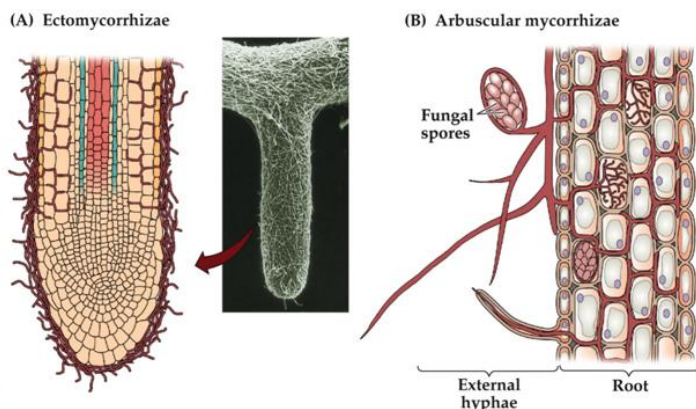 (A) Ectomycorrhizae
(B) Arbuscular mycorrhizae
Fungal
spores
External
hyphae
Root